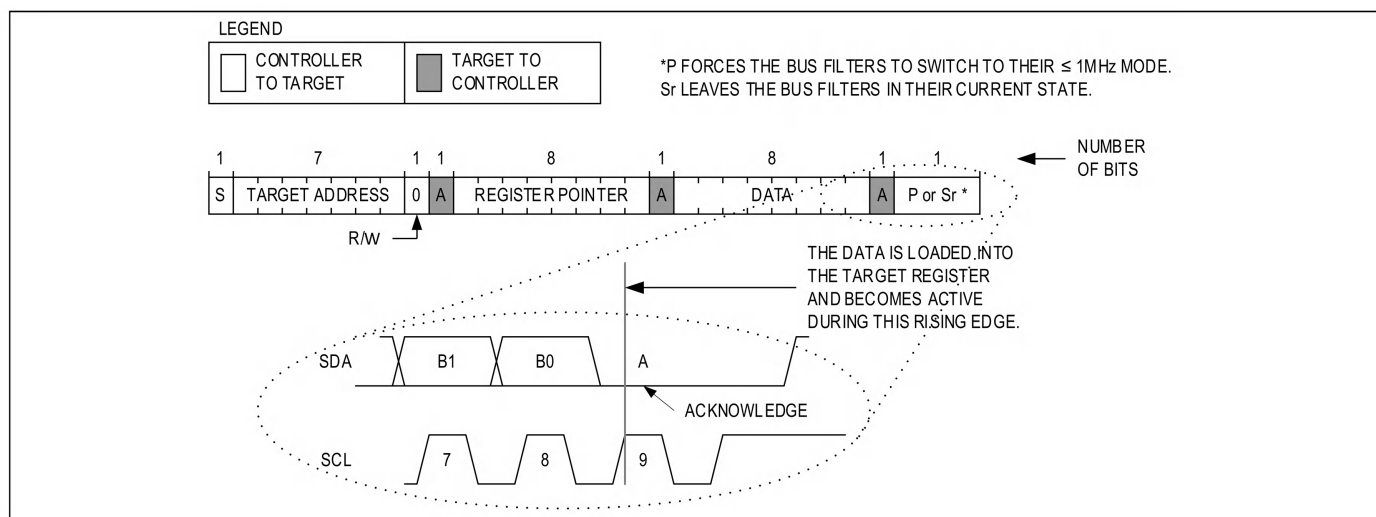 LEGEND
CONTROLLER
TO TARGET
TARGET TO
CONTROLLER
*P FORCES THE BUS FILTERS TO SWITCH TO THEIR ≤ 1MHz MODE.
Sr LEAVES THE BUS FILTERS IN THEIR CURRENT STATE.
1 7 1 1 8 1 8 1 1
NUMBER
OF BITS
S TARGET ADDRESS 0 A REGISTER POINTER A DATA A P or Sr *
R/W
THE DATA IS LOADED INTO
THE TARGET REGISTER
AND BECOMES ACTIVE
DURING THIS RISING EDGE.
SDA B1 B0 A
ACKNOWLEDGE
SCL 7 8 9